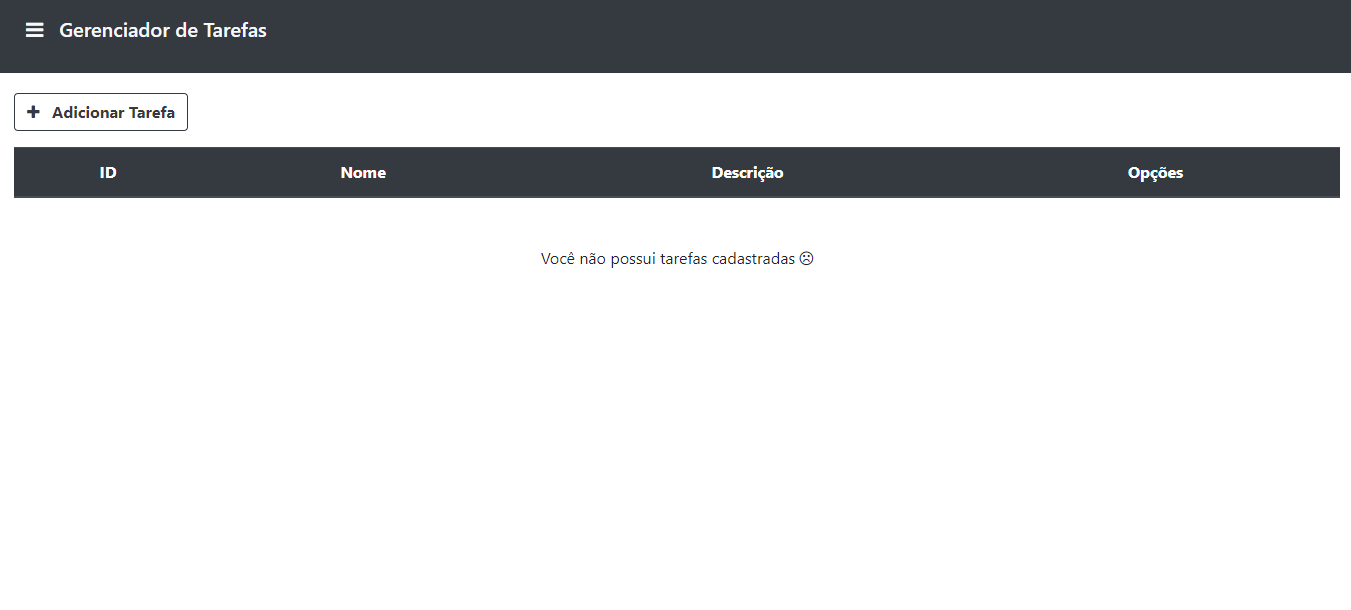 Gerenciador de Tarefas
Adicionar Tarefa
ID Nome Descrição Opções
Você não possui tarefas cadastradas ☹